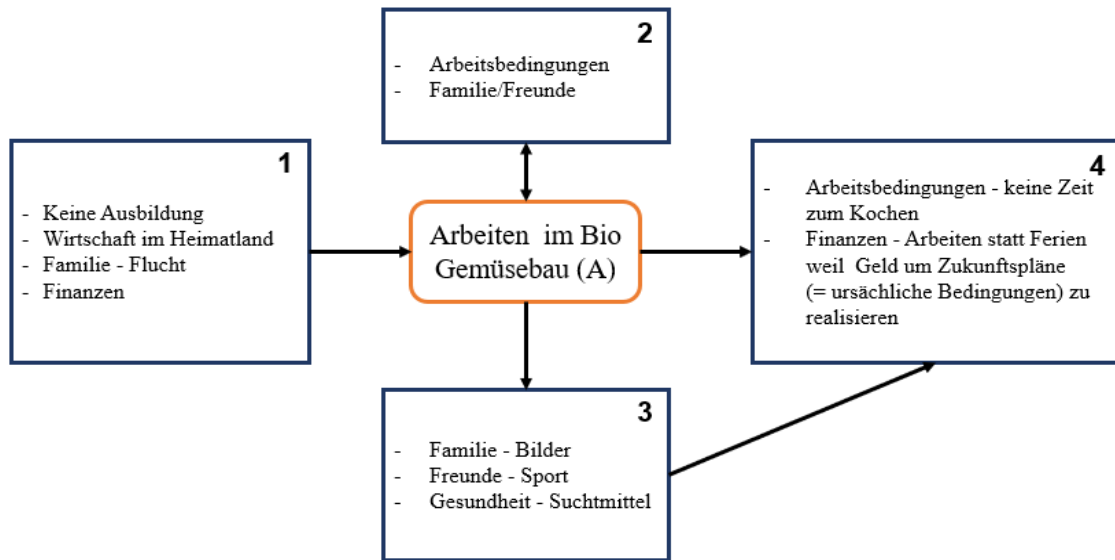 2
- Arbeitsbedingungen
- Familie/Freunde
1
- Keine Ausbildung
- Wirtschaft im Heimatland
- Familie - Flucht
- Finanzen
Arbeiten im Bio
Gemüsebau (A)
4
- Arbeitsbedingungen - keine Zeit
zum Kochen
- Finanzen - Arbeiten statt Ferien
weil Geld um Zukunftspläne
(= ursächliche Bedingungen) zu
realisieren
3
- Familie - Bilder
- Freunde - Sport
- Gesundheit - Suchtmittel